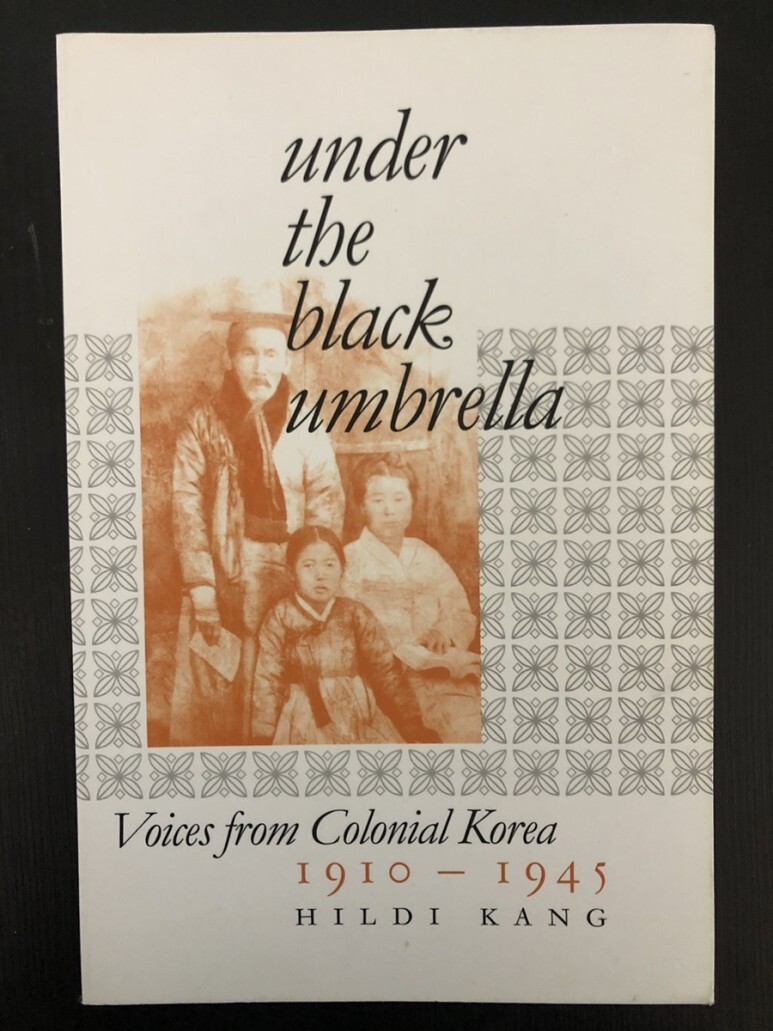 under
the
black
umbrella
Voices from Colonial Korea
1910 – 1945
HILDI KANG